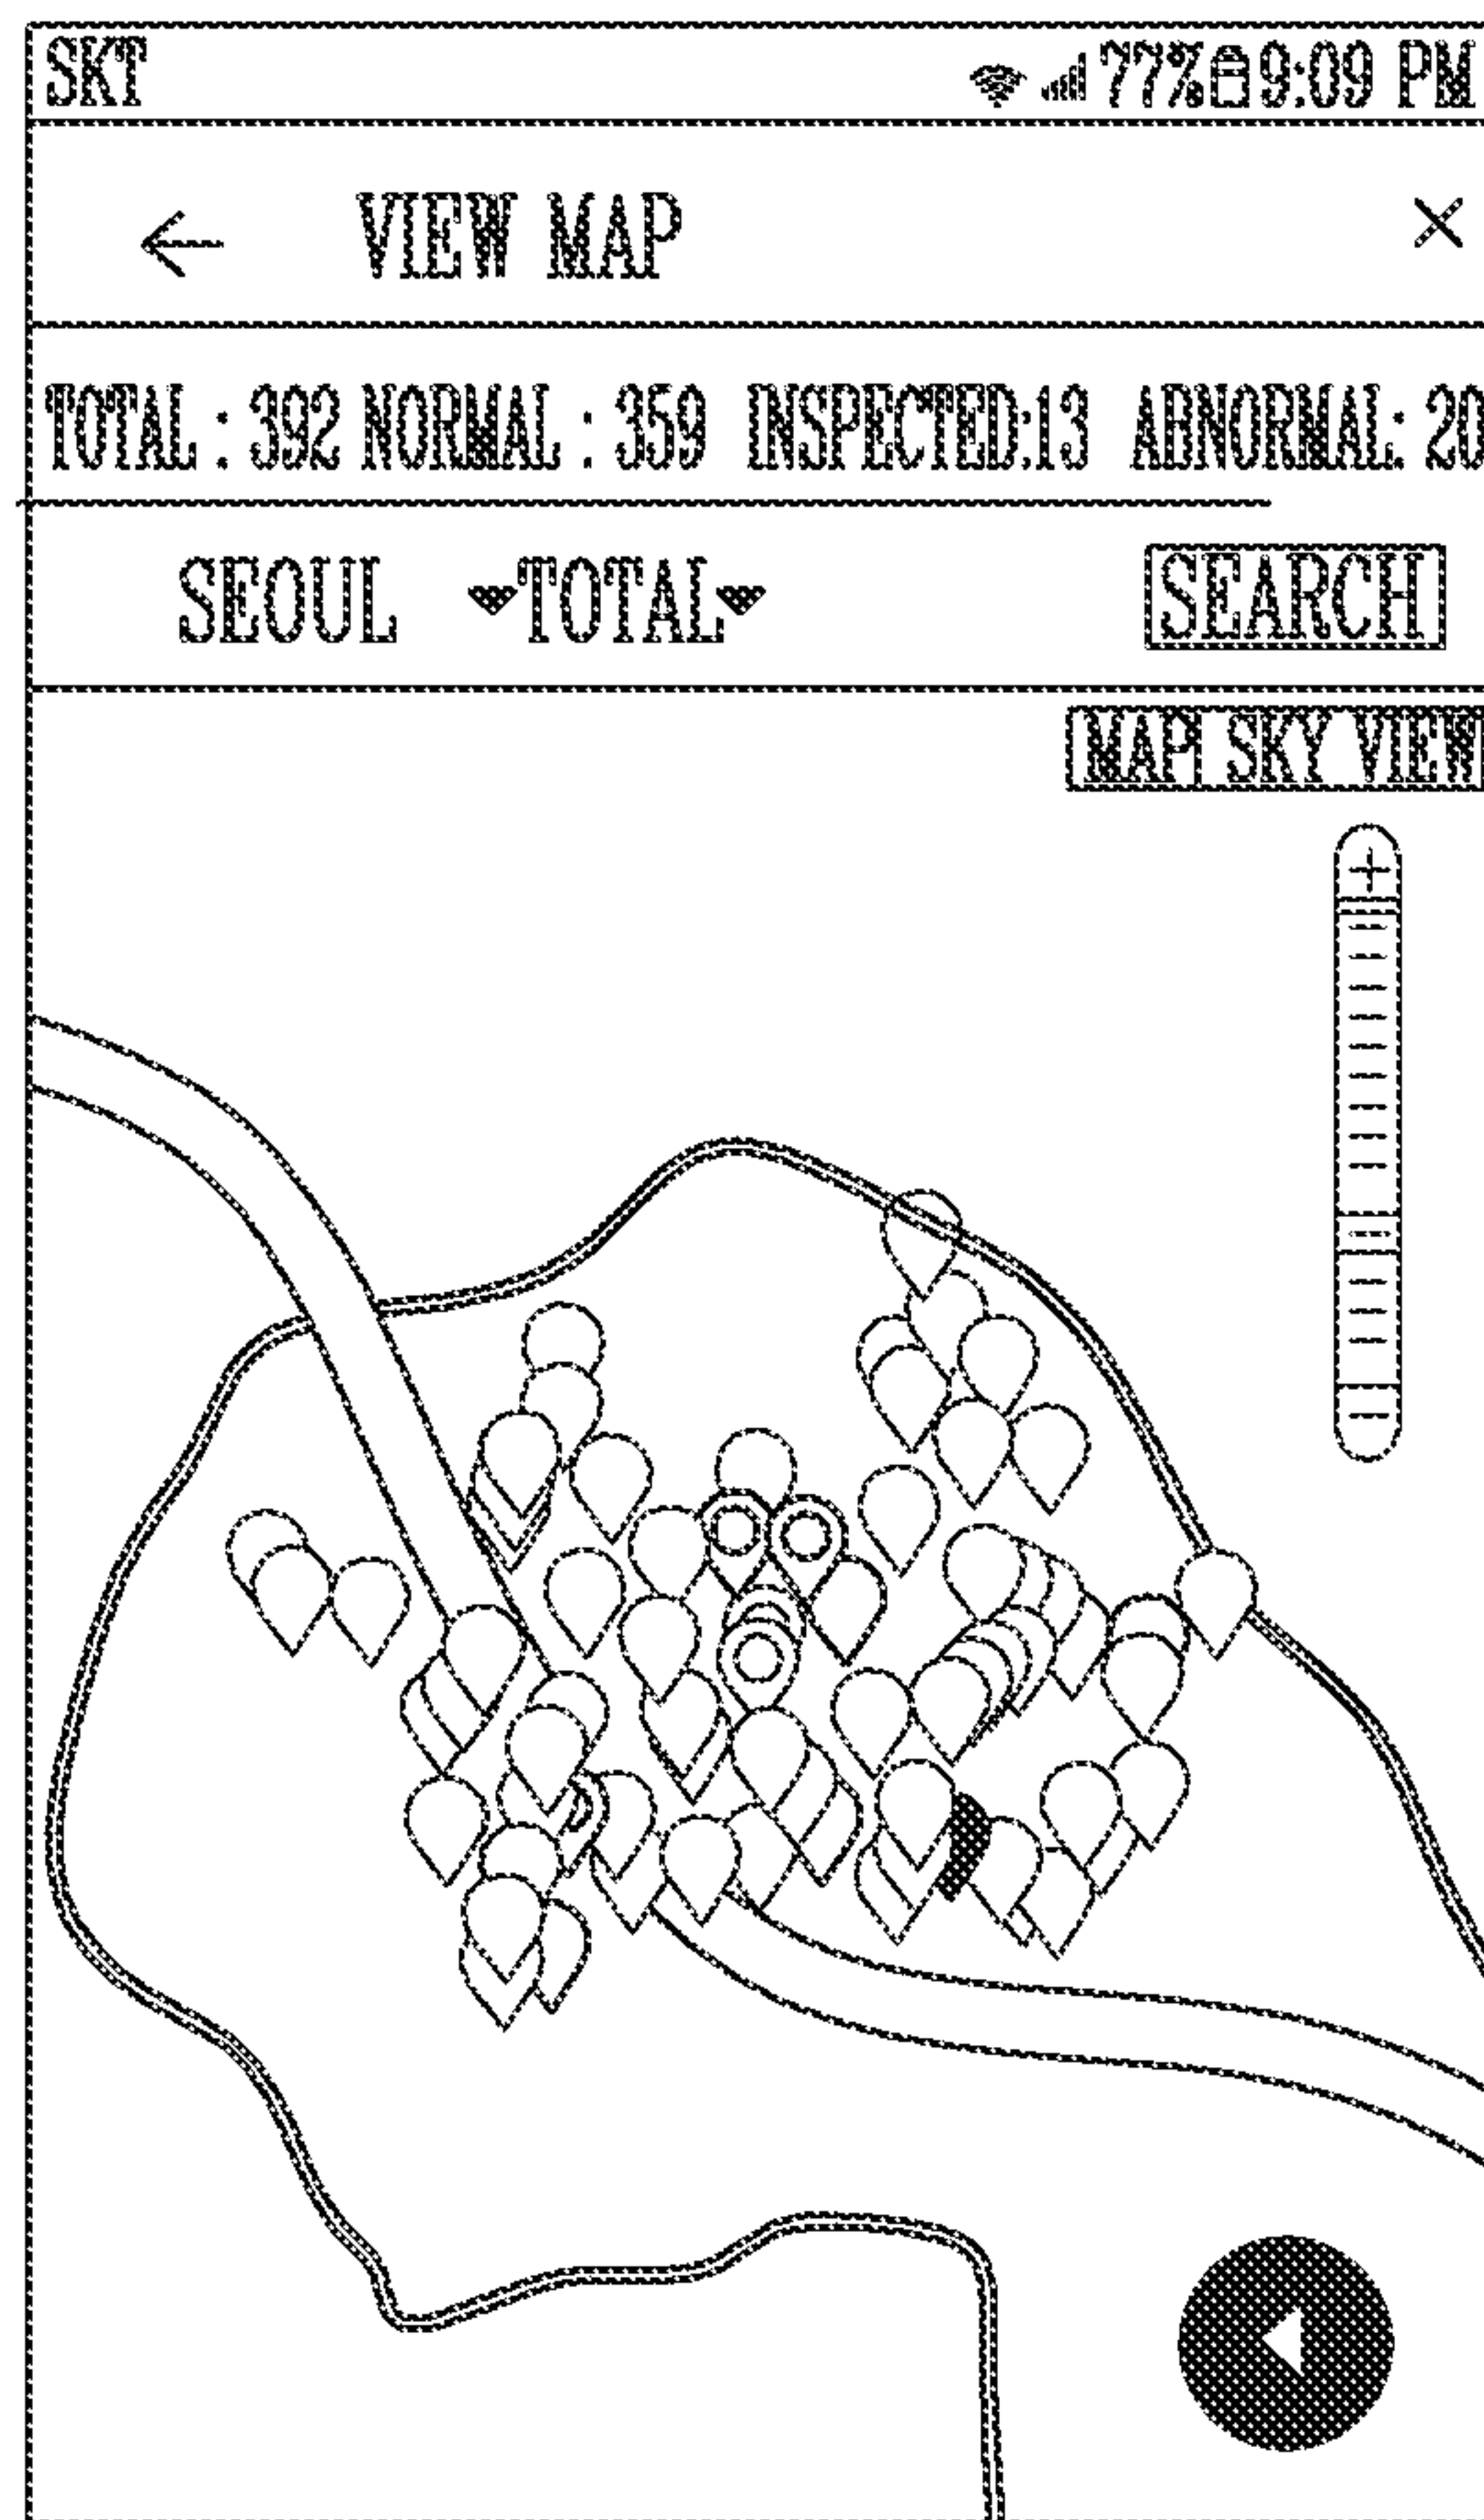 SKT 77% 9:09 PM
← VIEW MAP ×
TOTAL : 392 NORMAL : 359 INSPECTED:13 ABNORMAL: 20
SEOUL TOTAL SEARCH
MAP| SKY VIEW
+
−